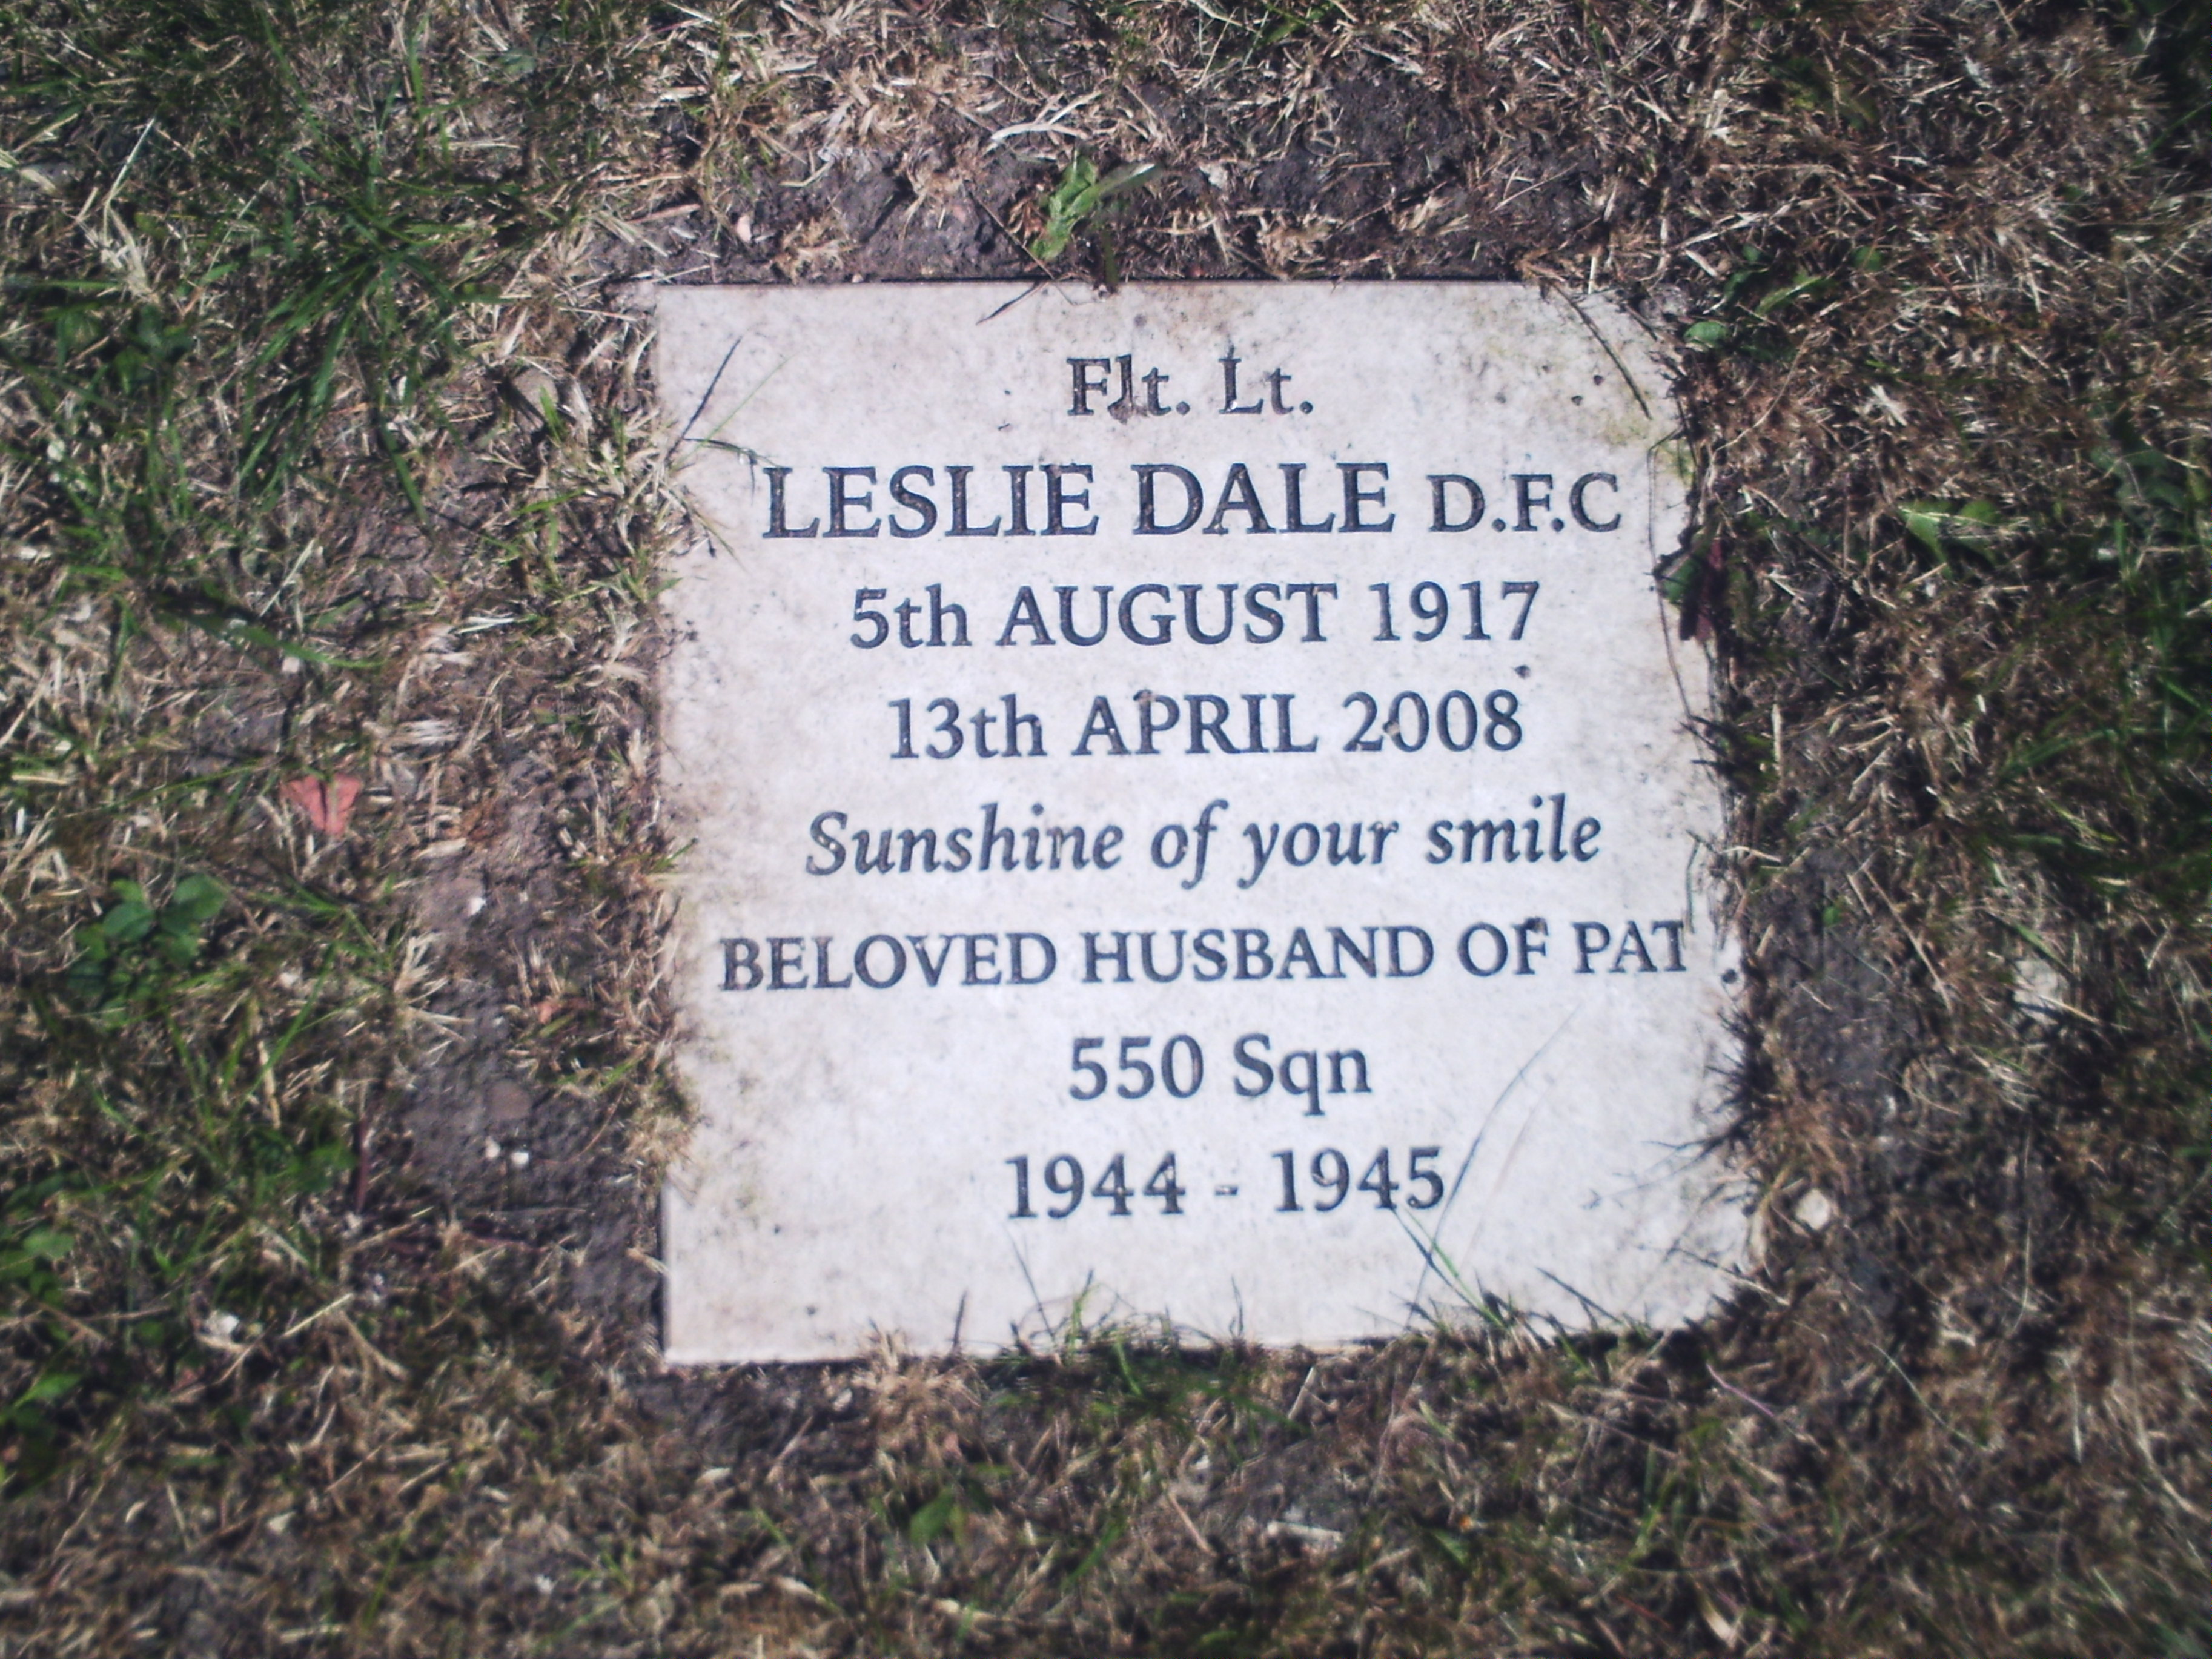 Flt. Lt.
LESLIE DALE D.F.C
5th AUGUST 1917
13th APRIL 2008
Sunshine of your smile
BELOVED HUSBAND OF PAT
550 Sqn
1944 - 1945